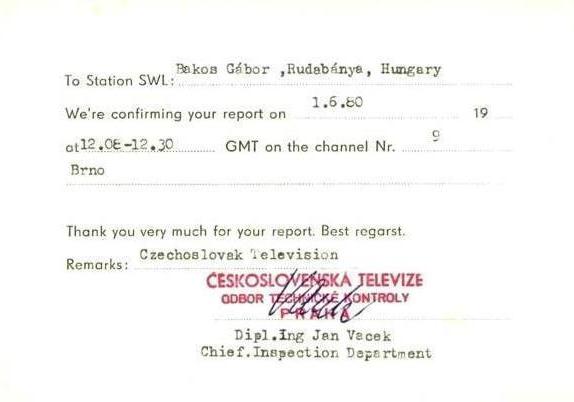 To Station SWL: Bakos Gábor ,Rudabánya, Hungary
We're confirming your report on 1.6.80 19
at 12.08-12.30 GMT on the channel Nr. 9
Brno
Thank you very much for your report. Best regarst.
Remarks: Czechoslovak Television
ČESKOSLOVENSKÁ TELEVIZE
ODBOR TECHNICKÉ KONTROLY
PRAHA
Dipl.Ing Jan Vacek
Chief.Inspection Department